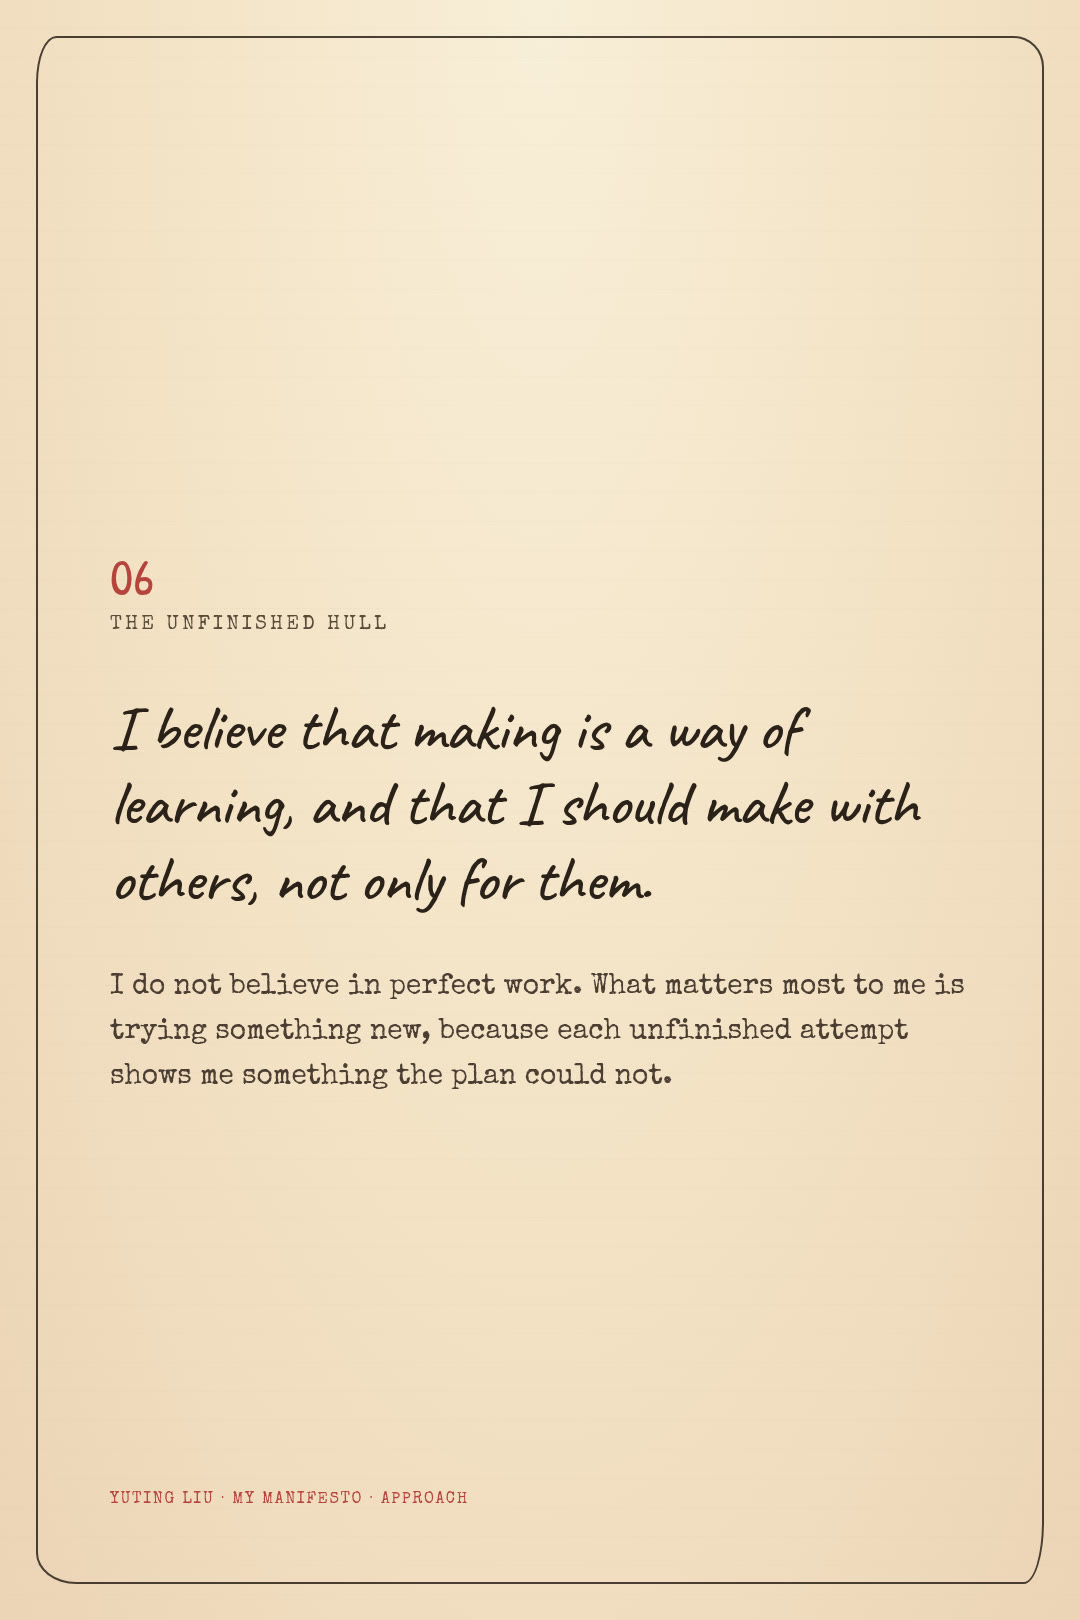 06
THE UNFINISHED HULL
I believe that making is a way of
learning, and that I should make with
others, not only for them.
I do not believe in perfect work. What matters most to me is
trying something new, because each unfinished attempt
shows me something the plan could not.
YUTING LIU · MY MANIFESTO · APPROACH